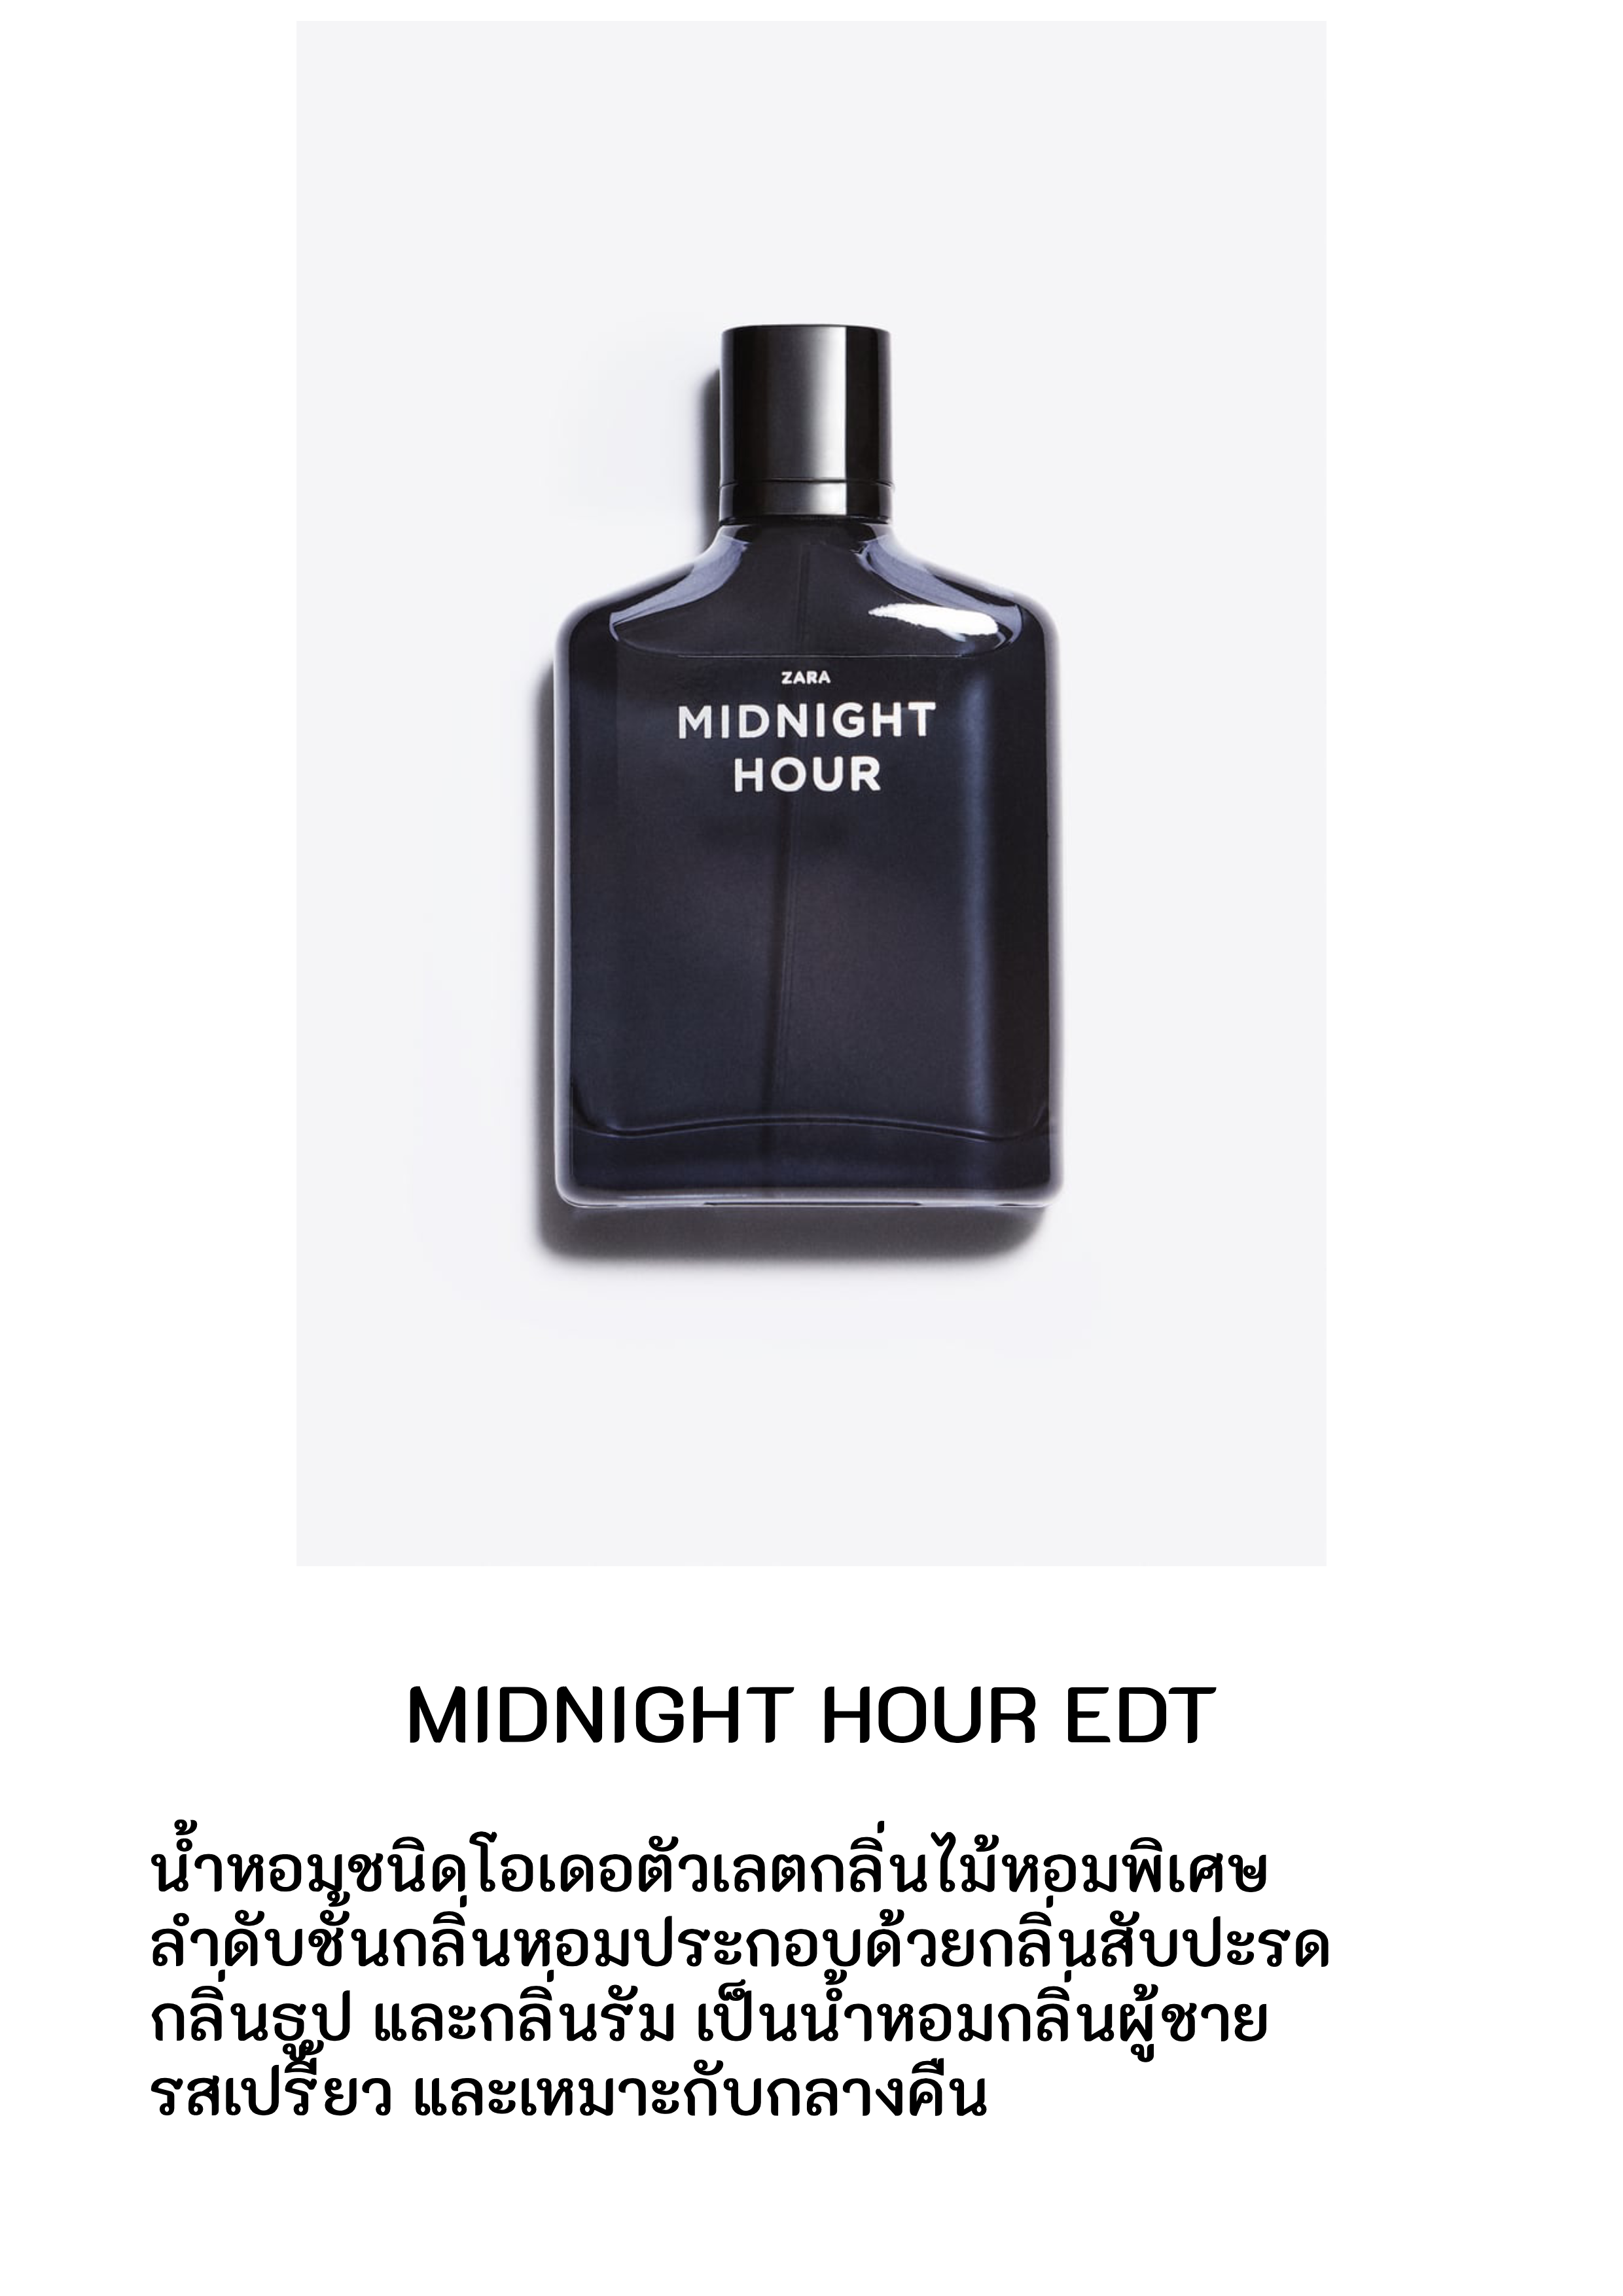 ZARA
MIDNIGHT
HOUR
MIDNIGHT HOUR EDT
น้ำหอมชนิดโอเดอตัวเลตกลิ่นไม้หอมพิเศษ
ลำดับชั้นกลิ่นหอมประกอบด้วยกลิ่นสับปะรด
กลิ่นธูป และกลิ่นรัม เป็นน้ำหอมกลิ่นผู้ชาย
รสเปรี้ยว และเหมาะกับกลางคืน